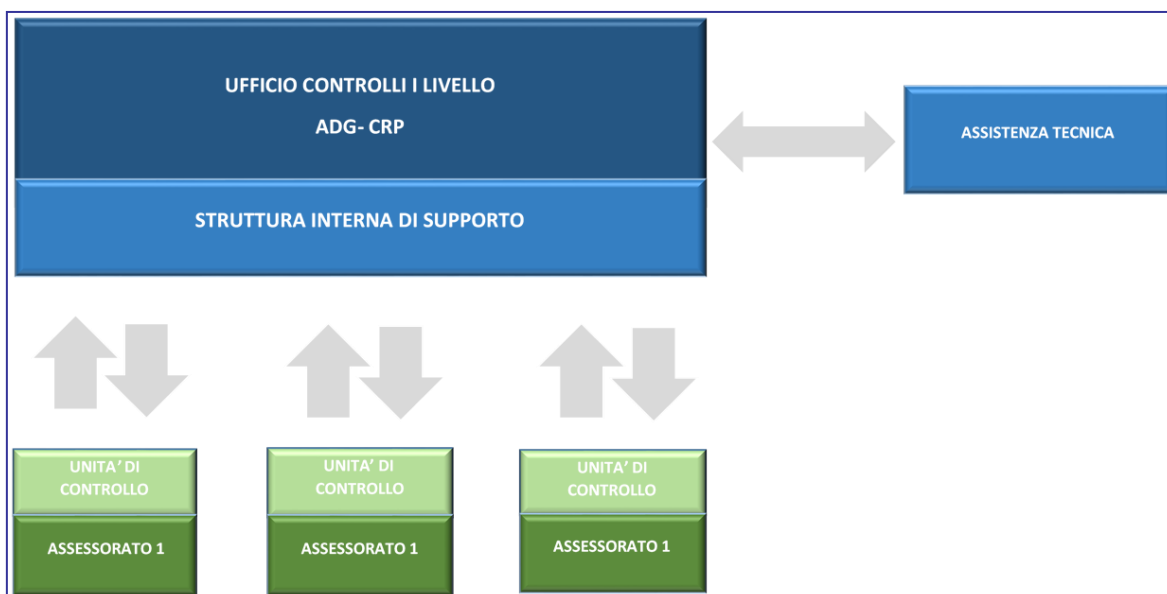 UFFICIO CONTROLLI I LIVELLO
ADG- CRP
ASSISTENZA TECNICA
STRUTTURA INTERNA DI SUPPORTO
UNITA’ DI
CONTROLLO
ASSESSORATO 1
UNITA’ DI
CONTROLLO
ASSESSORATO 1
UNITA’ DI
CONTROLLO
ASSESSORATO 1